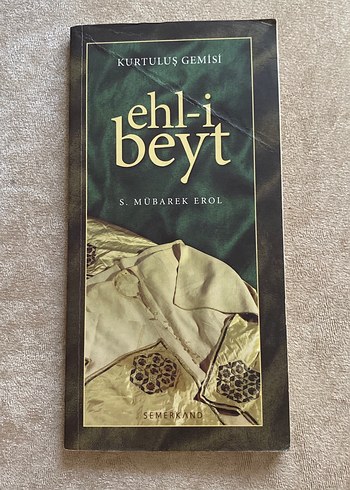 KURTULUŞ GEMİSİ
ehl-i
beyt
S. MÜBAREK EROL
SEMERKAND